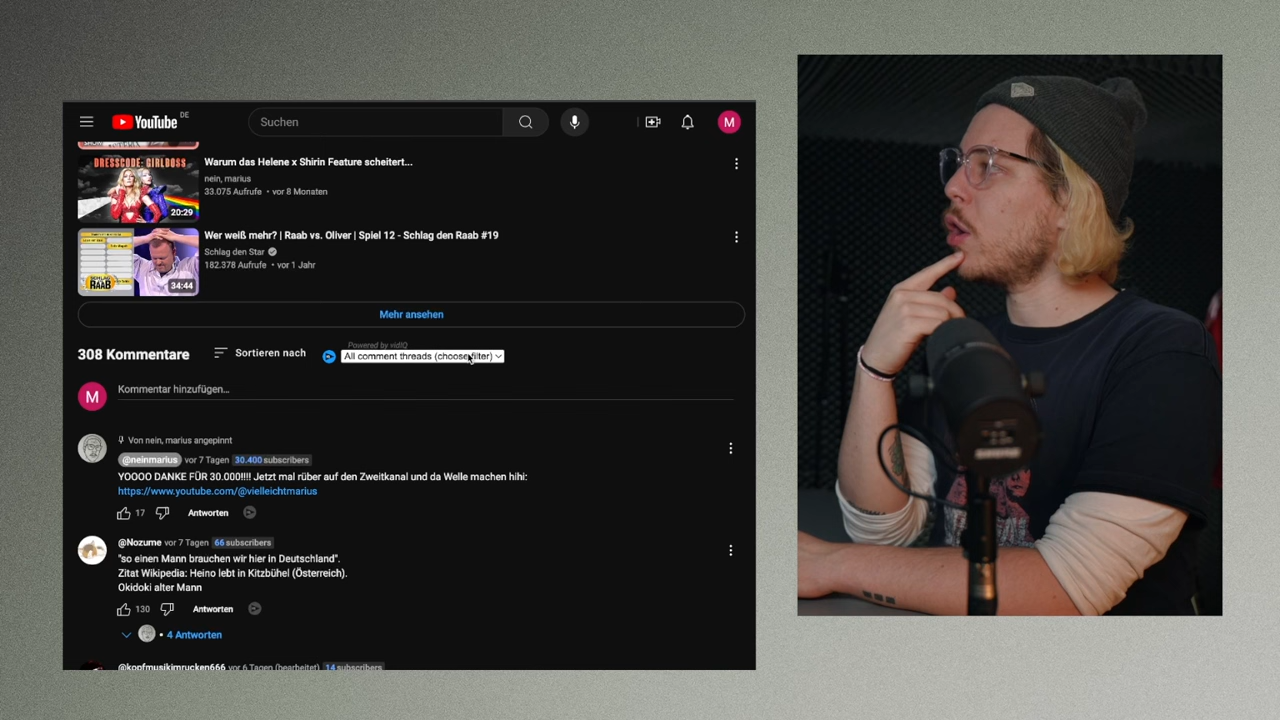 YouTube DE
Suchen
M
DRESSCODE: GIRLBOSS
20:29
Warum das Helene x Shirin Feature scheitert...
nein, marius
33.075 Aufrufe • vor 8 Monaten
SCHLAG
RAAB
34:44
Wer weiß mehr? | Raab vs. Oliver | Spiel 12 - Schlag den Raab #19
Schlag den Star
182.378 Aufrufe • vor 1 Jahr
Mehr ansehen
308 Kommentare
Sortieren nach
Powered by vidIQ
All comment threads (choose filter)
M
Kommentar hinzufügen...
Von nein, marius angepinnt
@neinmarius vor 7 Tagen 30.400 subscribers
YOOOO DANKE FÜR 30.000!!!! Jetzt mal rüber auf den Zweitkanal und da Welle machen hihi:
https://www.youtube.com/@vielleichtmarius
17 Antworten
@Nozume vor 7 Tagen 66 subscribers
"so einen Mann brauchen wir hier in Deutschland".
Zitat Wikipedia: Heino lebt in Kitzbühel (Österreich).
Okidoki alter Mann
130 Antworten
• 4 Antworten
@kopfmusikimrucken666 vor 6 Tagen (bearbeitet) 14 subscribers